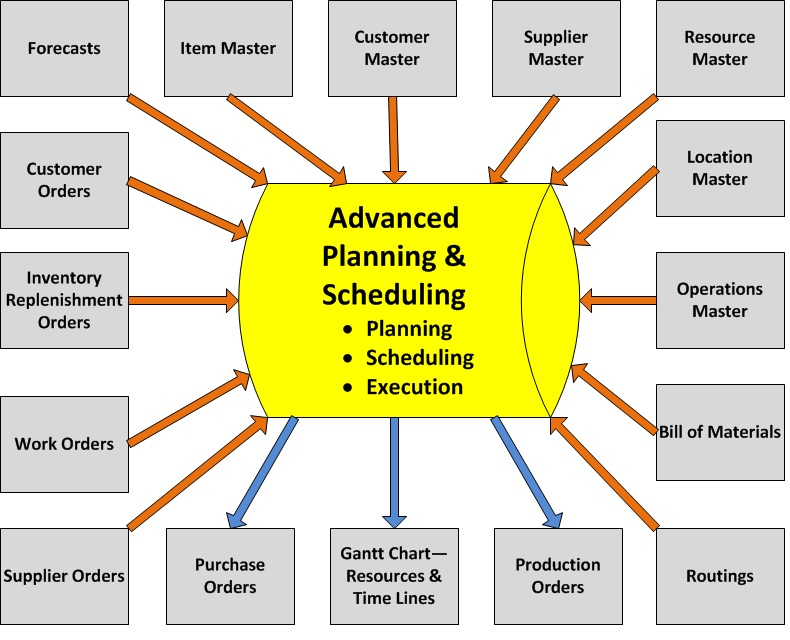 Forecasts
Item Master
Customer
Master
Supplier
Master
Resource
Master
Customer
Orders
Location
Master
Advanced
Planning &
Scheduling
• Planning
• Scheduling
• Execution
Inventory
Replenishment
Orders
Operations
Master
Work Orders
Bill of Materials
Supplier Orders
Purchase
Orders
Gantt Chart—
Resources &
Time Lines
Production
Orders
Routings